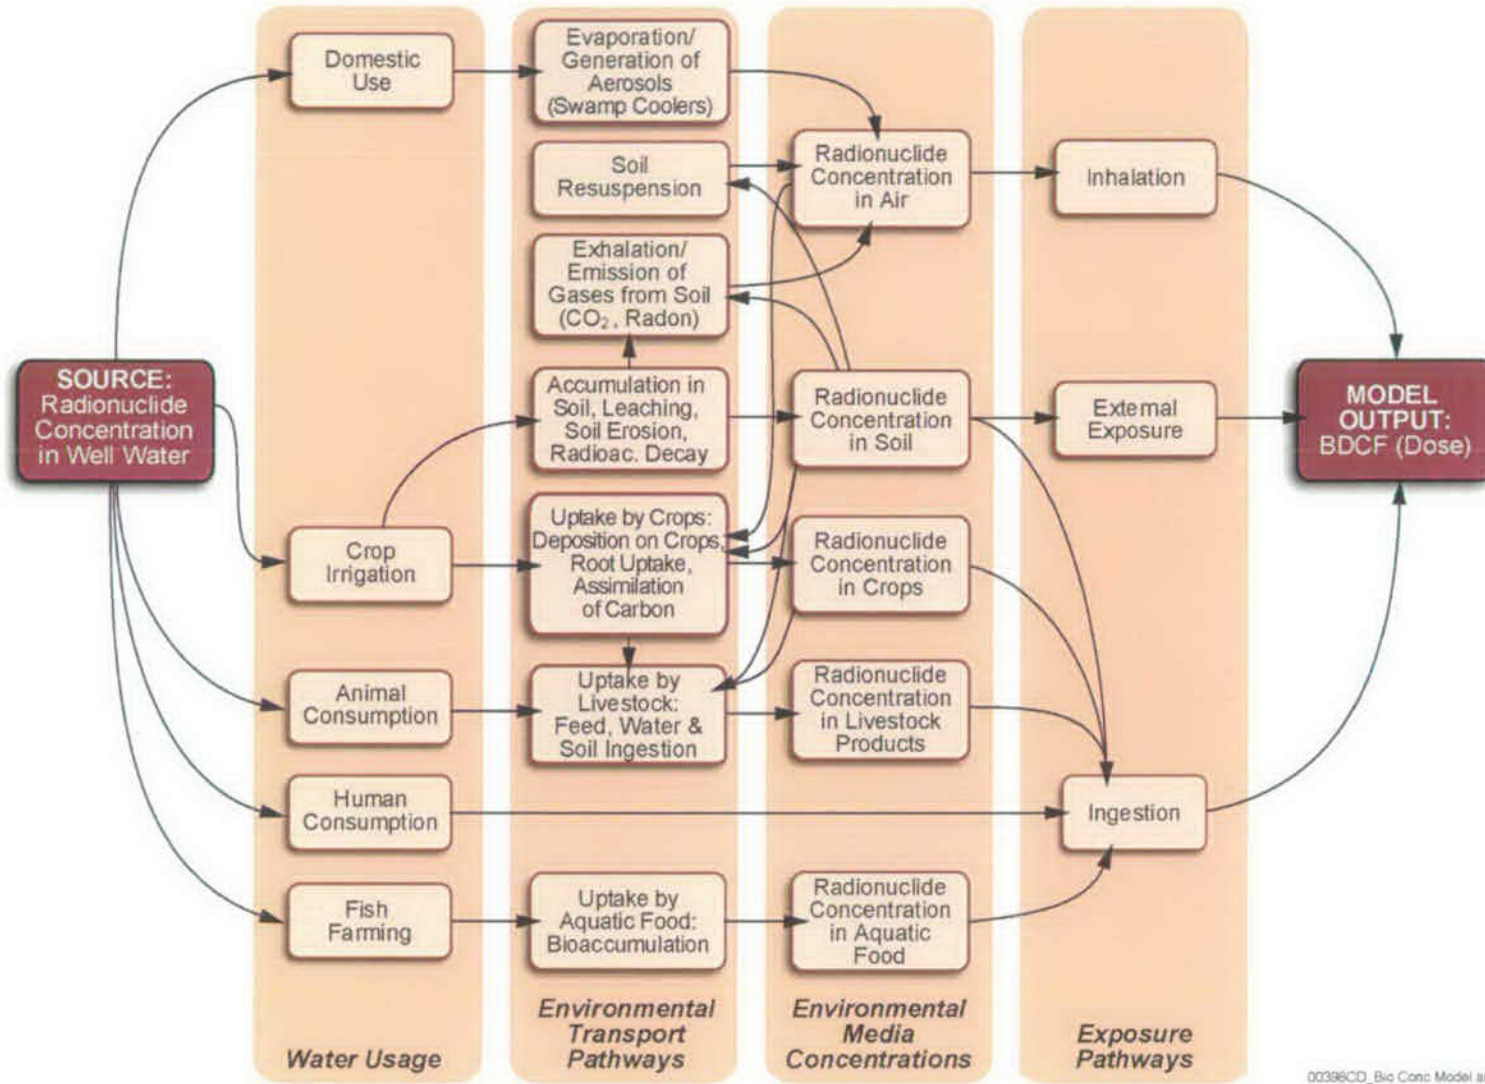 Domestic
Use
Evaporation/
Generation of
Aerosols
(Swamp Coolers)
Soil
Resuspension
Radionuclide
Concentration
in Air
Inhalation
Exhalation/
Emission of
Gases from Soil
(CO₂, Radon)
SOURCE:
Radionuclide
Concentration
in Well Water
Accumulation in
Soil, Leaching,
Soil Erosion,
Radioac. Decay
Radionuclide
Concentration
in Soil
External
Exposure
MODEL
OUTPUT:
BDCF (Dose)
Crop
Irrigation
Uptake by Crops:
Deposition on Crops,
Root Uptake,
Assimilation
of Carbon
Radionuclide
Concentration
in Crops
Animal
Consumption
Uptake by
Livestock:
Feed, Water &
Soil Ingestion
Radionuclide
Concentration
in Livestock
Products
Human
Consumption
Ingestion
Fish
Farming
Uptake by
Aquatic Food:
Bioaccumulation
Radionuclide
Concentration
in Aquatic
Food
Water Usage
Environmental
Transport
Pathways
Environmental
Media
Concentrations
Exposure
Pathways
Conc Model